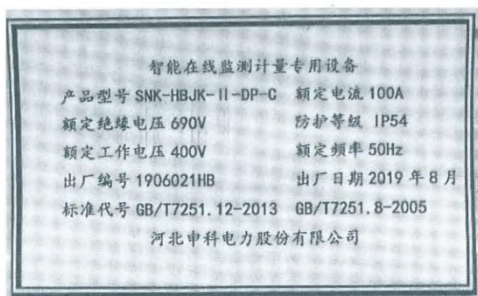 智能在线监测计量专用设备
产品型号 SNK-HBJK-II-DP-C 额定电流 100A
额定绝缘电压 690V 防护等级 IP54
额定工作电压 400V 额定频率 50Hz
出厂编号 1906021HB 出厂日期 2019 年 8 月
标准代号 GB/T7251.12-2013 GB/T7251.8-2005
河北申科电力股份有限公司